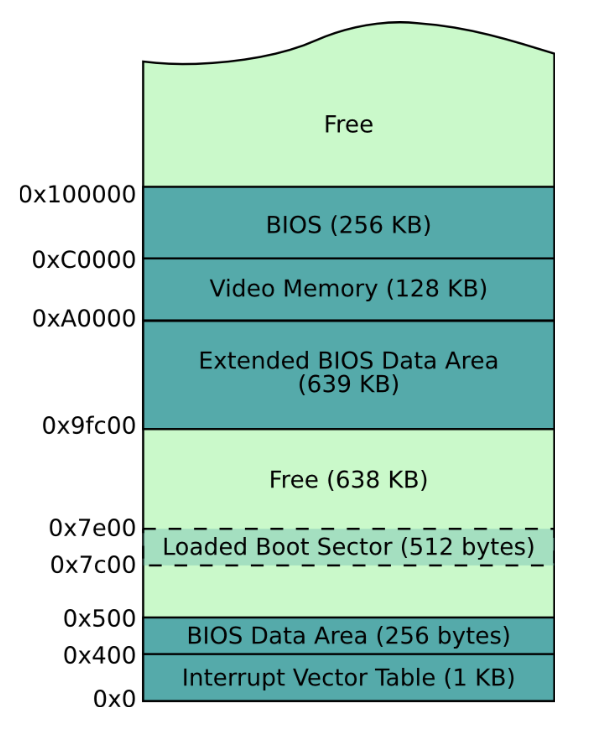 Free
0x100000
BIOS (256 KB)
0xC0000
Video Memory (128 KB)
0xA0000
Extended BIOS Data Area
(639 KB)
0x9fc00
Free (638 KB)
0x7e00
Loaded Boot Sector (512 bytes)
0x7c00
0x500
BIOS Data Area (256 bytes)
0x400
Interrupt Vector Table (1 KB)
0x0